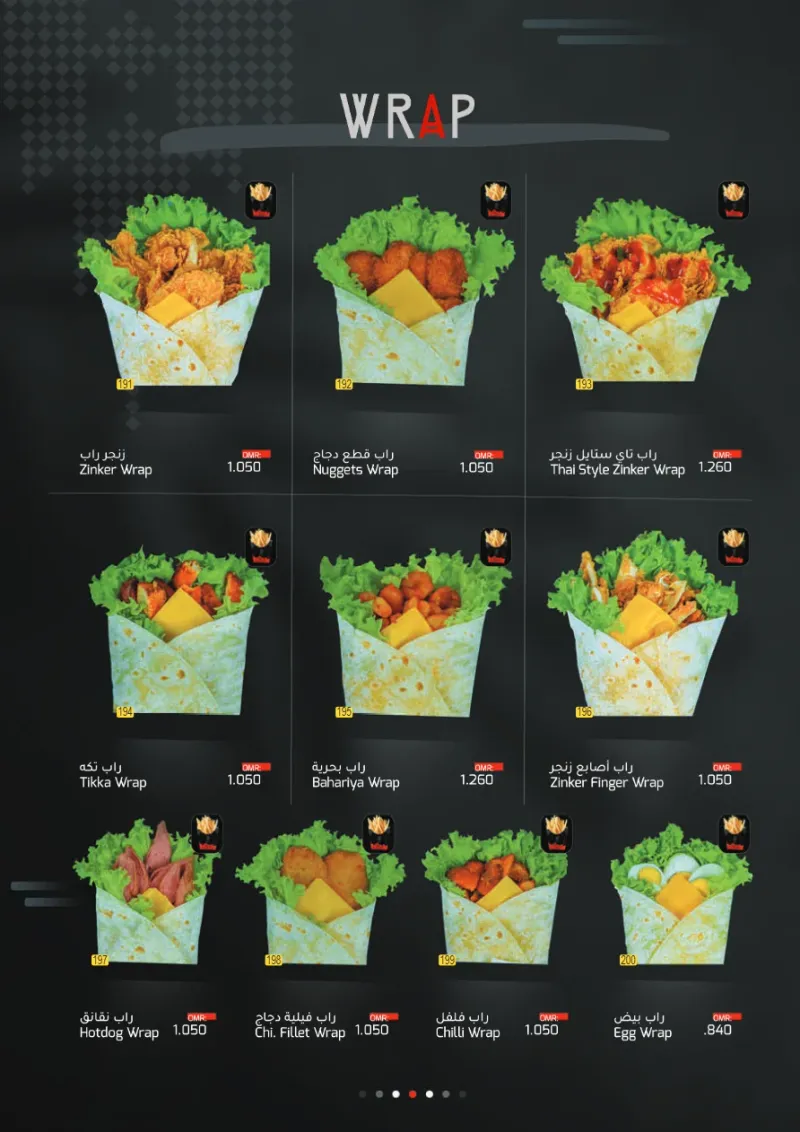 WRAP
191
زنجر راب
Zinker Wrap
OMR:
1.050
192
راب قطع دجاج
Nuggets Wrap
OMR:
1.050
193
راب تاي ستايل زنجر
Thai Style Zinker Wrap
OMR:
1.260
194
راب تكه
Tikka Wrap
OMR:
1.050
195
راب بحرية
Bahariya Wrap
OMR:
1.260
196
راب أصابع زنجر
Zinker Finger Wrap
OMR:
1.050
197
راب نقانق
Hotdog Wrap
OMR:
1.050
198
راب فيلية دجاج
Chi. Fillet Wrap
OMR:
1.050
199
راب فلفل
Chilli Wrap
OMR:
1.050
200
راب بيض
Egg Wrap
OMR:
.840